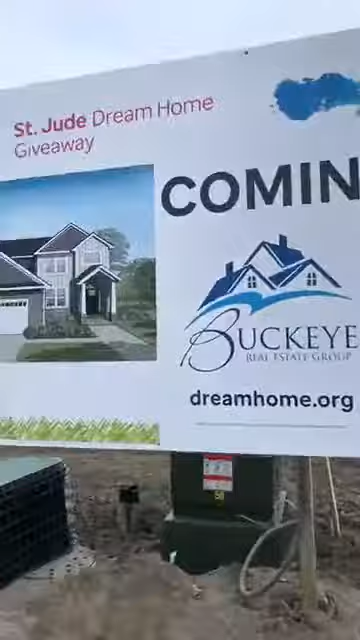 St. Jude Dream Home
Giveaway
COMIN
BUCKEYE
REAL ESTATE GROUP
dreamhome.org